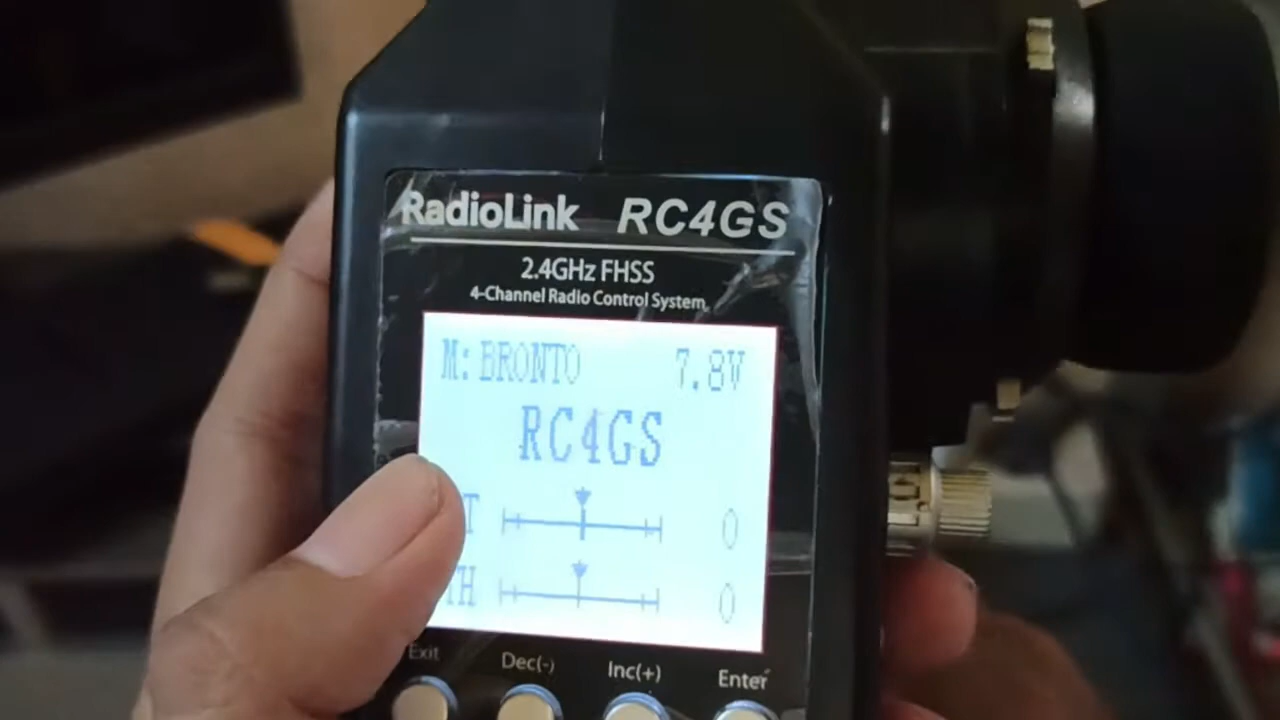 RadioLink RC4GS
2.4GHz FHSS
4-Channel Radio Control System
M: BRONTO 7.8V
RC4GS
T 0
TH 0
Exit Dec(-) Inc(+) Enter